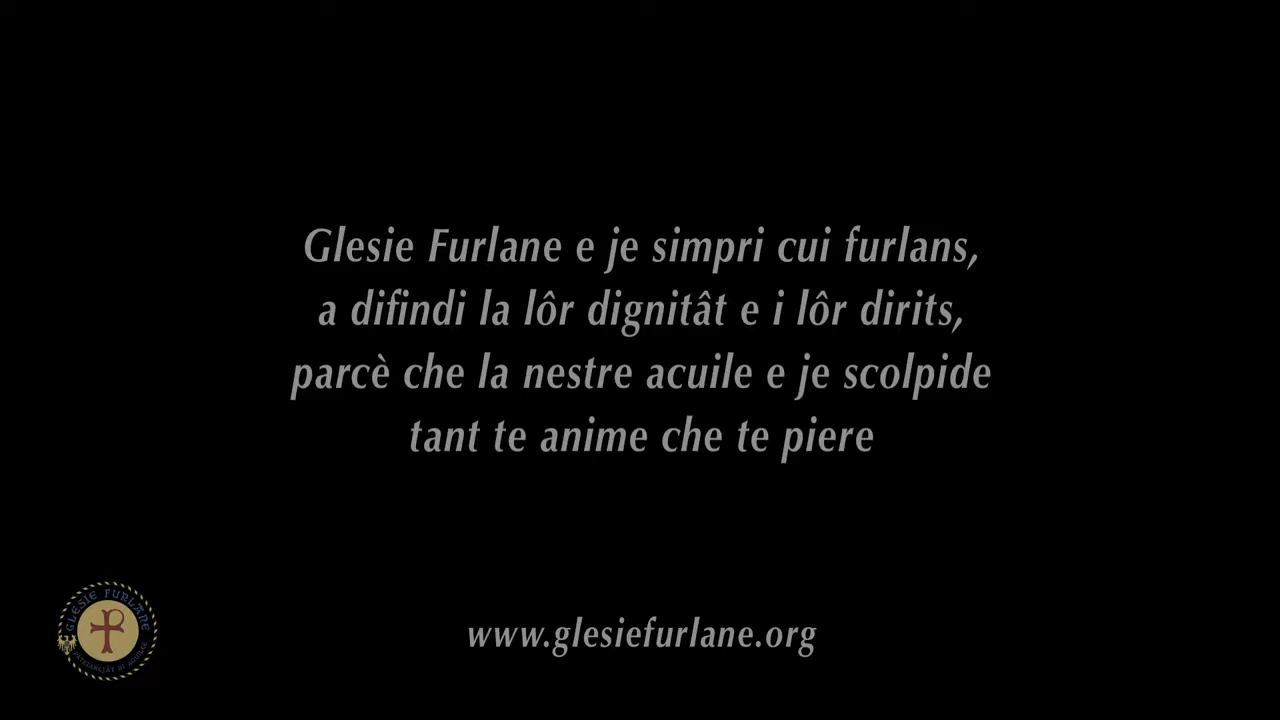 Glesie Furlane e je simpri cui furlans,
a difindi la lôr dignitât e i lôr dirits,
parcè che la nestre acuile e je scolpide
tant te anime che te piere
GLESIE FURLANE
www.glesiefurlane.org